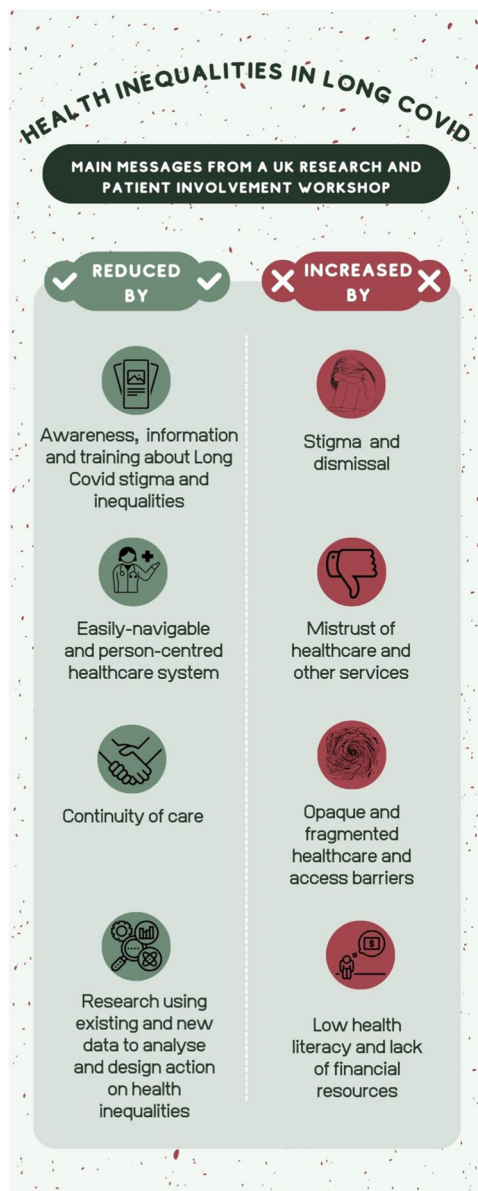 HEALTH INEQUALITIES IN LONG COVID
MAIN MESSAGES FROM A UK RESEARCH AND
PATIENT INVOLVEMENT WORKSHOP
REDUCED
BY
Awareness, information
and training about Long
Covid stigma and
inequalities
Easily-navigable
and person-centred
healthcare system
Continuity of care
Research using
existing and new
data to analyse
and design action
on health
inequalities
INCREASED
BY
Stigma and
dismissal
Mistrust of
healthcare and
other services
Opaque and
fragmented
healthcare and
access barriers
$
Low health
literacy and lack
of financial
resources